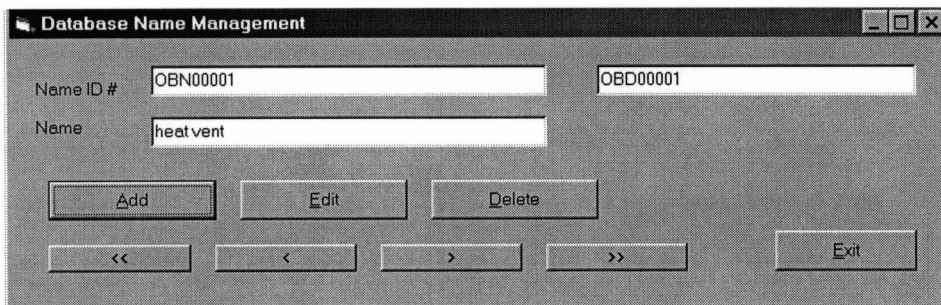 Database Name Management
Name ID # OBN00001 OBD00001
Name heat vent
Add Edit Delete
<< < > >> Exit